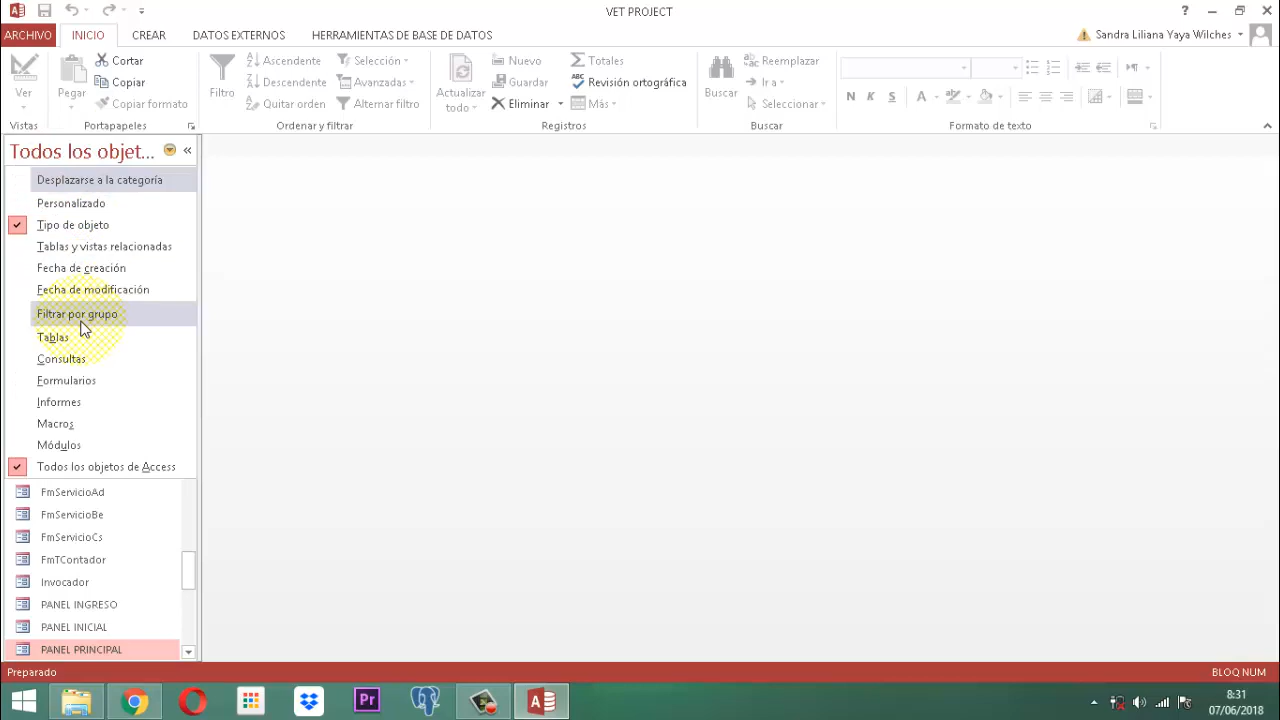 VET PROJECT
?
ARCHIVO INICIO CREAR DATOS EXTERNOS HERRAMIENTAS DE BASE DE DATOS Sandra Liliana Yaya Wilches
Ver
Vistas
Pegar
Cortar
Copiar
Copiar formato
Portapapeles
Filtro
Ascendente
Descendente
Quitar orden
Selección
Avanzadas
Alternar filtro
Ordenar y filtrar
Actualizar
todo
Nuevo
Guardar
Eliminar
Totales
Revisión ortográfica
Más
Registros
Buscar
Reemplazar
Ir a
Seleccionar
Buscar
N K S A
Formato de texto
Todos los objet... «
Desplazarse a la categoría
Personalizado
Tipo de objeto
Tablas y vistas relacionadas
Fecha de creación
Fecha de modificación
Filtrar por grupo
Tablas
Consultas
Formularios
Informes
Macros
Módulos
Todos los objetos de Access
FmServicioAd
FmServicioBe
FmServicioCs
FmTContador
Invocador
PANEL INGRESO
PANEL INICIAL
PANEL PRINCIPAL
Preparado BLOQ NUM
Pr
8:31
07/06/2018